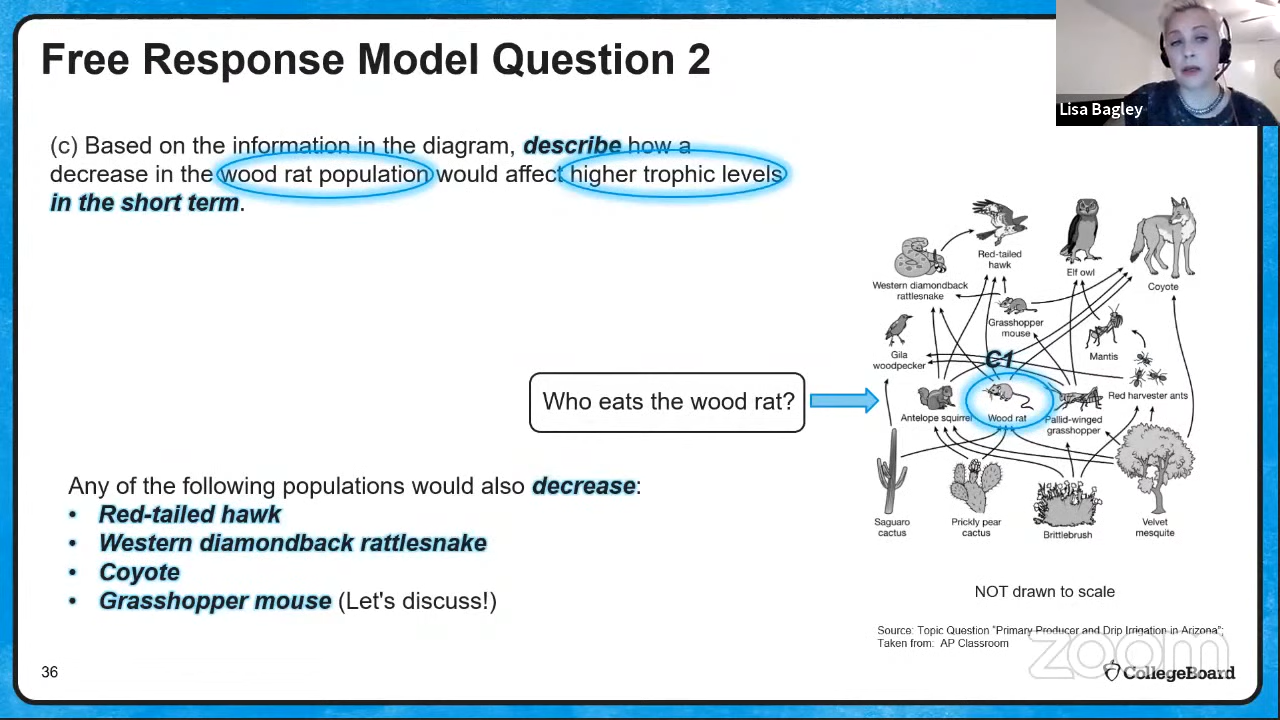 Free Response Model Question 2
Lisa Bagley
(c) Based on the information in the diagram, describe how a
decrease in the wood rat population would affect higher trophic levels
in the short term.
Red-tailed
hawk
Elf owl
Coyote
Western diamondback
rattlesnake
Grasshopper
mouse
Gila
woodpecker
C1
Mantis
Who eats the wood rat?
Antelope squirrel
Wood rat
Pallid-winged
grasshopper
Red harvester ants
Saguaro
cactus
Prickly pear
cactus
Brittlebrush
Velvet
mesquite
Any of the following populations would also decrease:
• Red-tailed hawk
• Western diamondback rattlesnake
• Coyote
• Grasshopper mouse (Let's discuss!)
NOT drawn to scale
Source: Topic Question "Primary Producer and Drip Irrigation in Arizona";
Taken from: AP Classroom
zoom
36
CollegeBoard